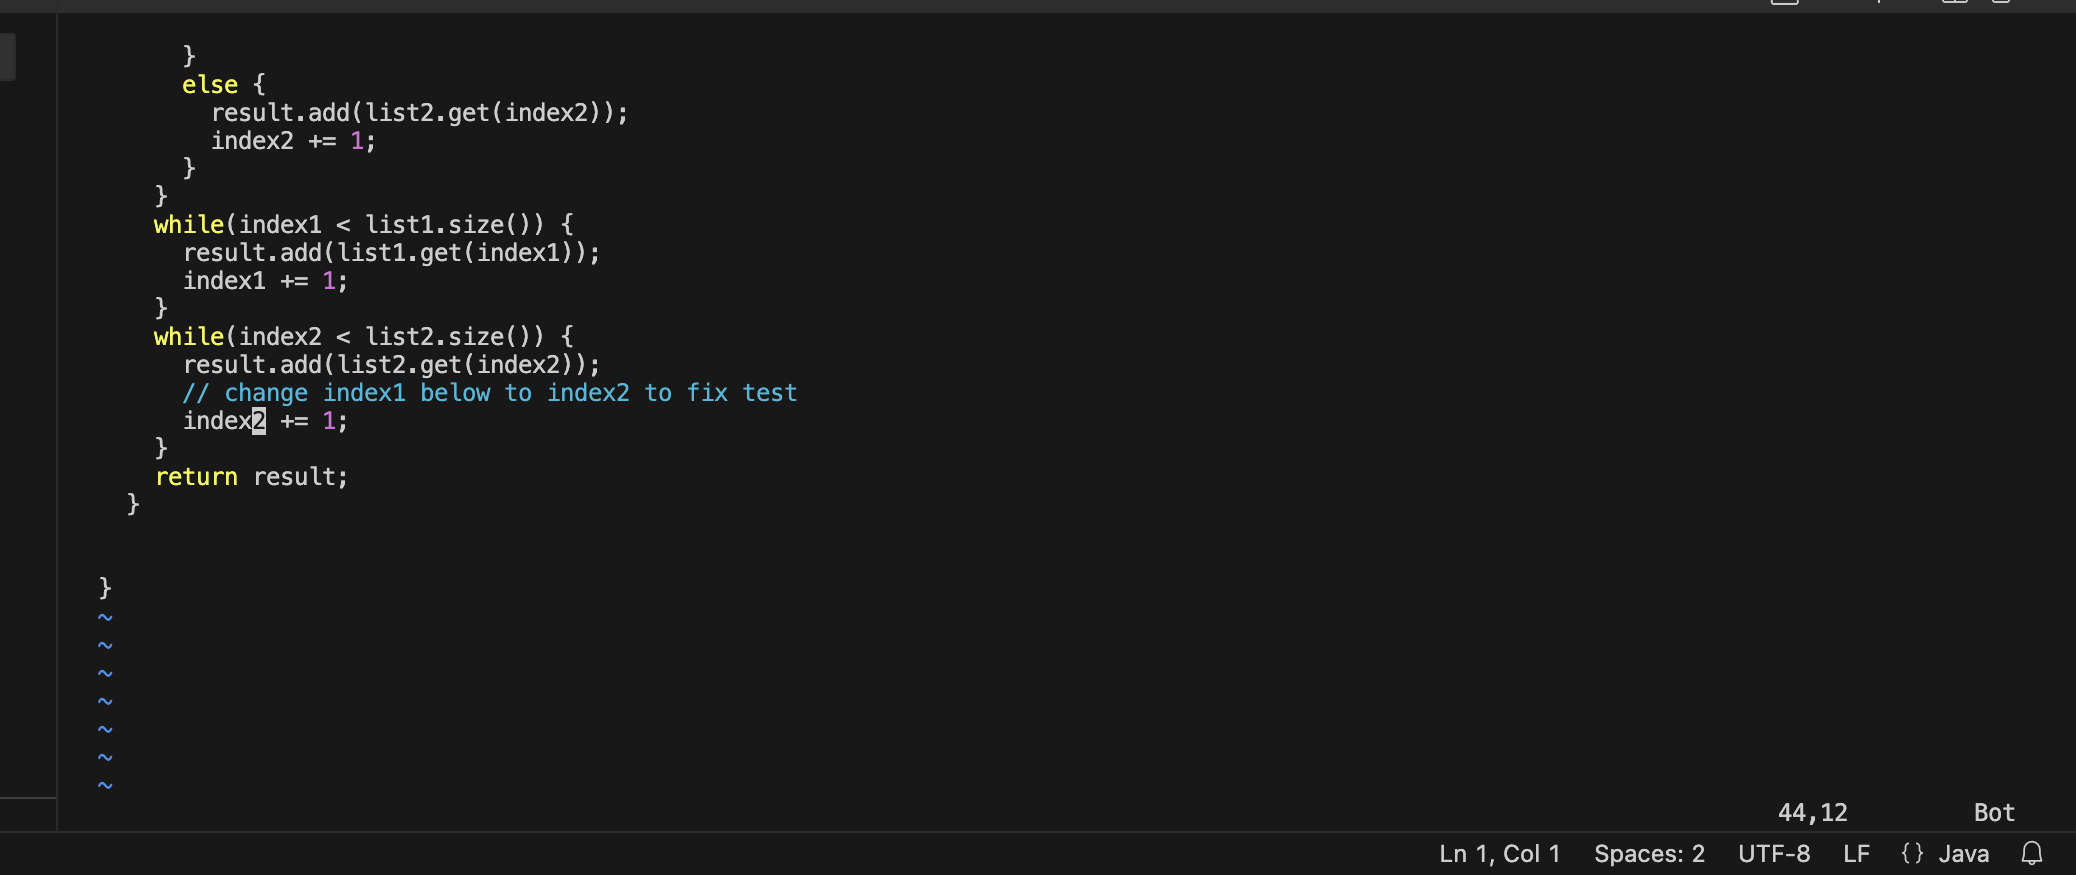 }
else {
result.add(list2.get(index2));
index2 += 1;
}
}
while(index1 < list1.size()) {
result.add(list1.get(index1));
index1 += 1;
}
while(index2 < list2.size()) {
result.add(list2.get(index2));
// change index1 below to index2 to fix test
index2 += 1;
}
return result;
}
}
~
~
~
~
~
~
~
44,12 Bot
Ln 1, Col 1 Spaces: 2 UTF-8 LF {} Java